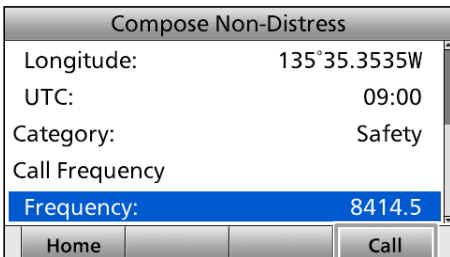 Compose Non-Distress
Longitude: 135°35.3535W
UTC: 09:00
Category: Safety
Call Frequency
Frequency: 8414.5
Home Call